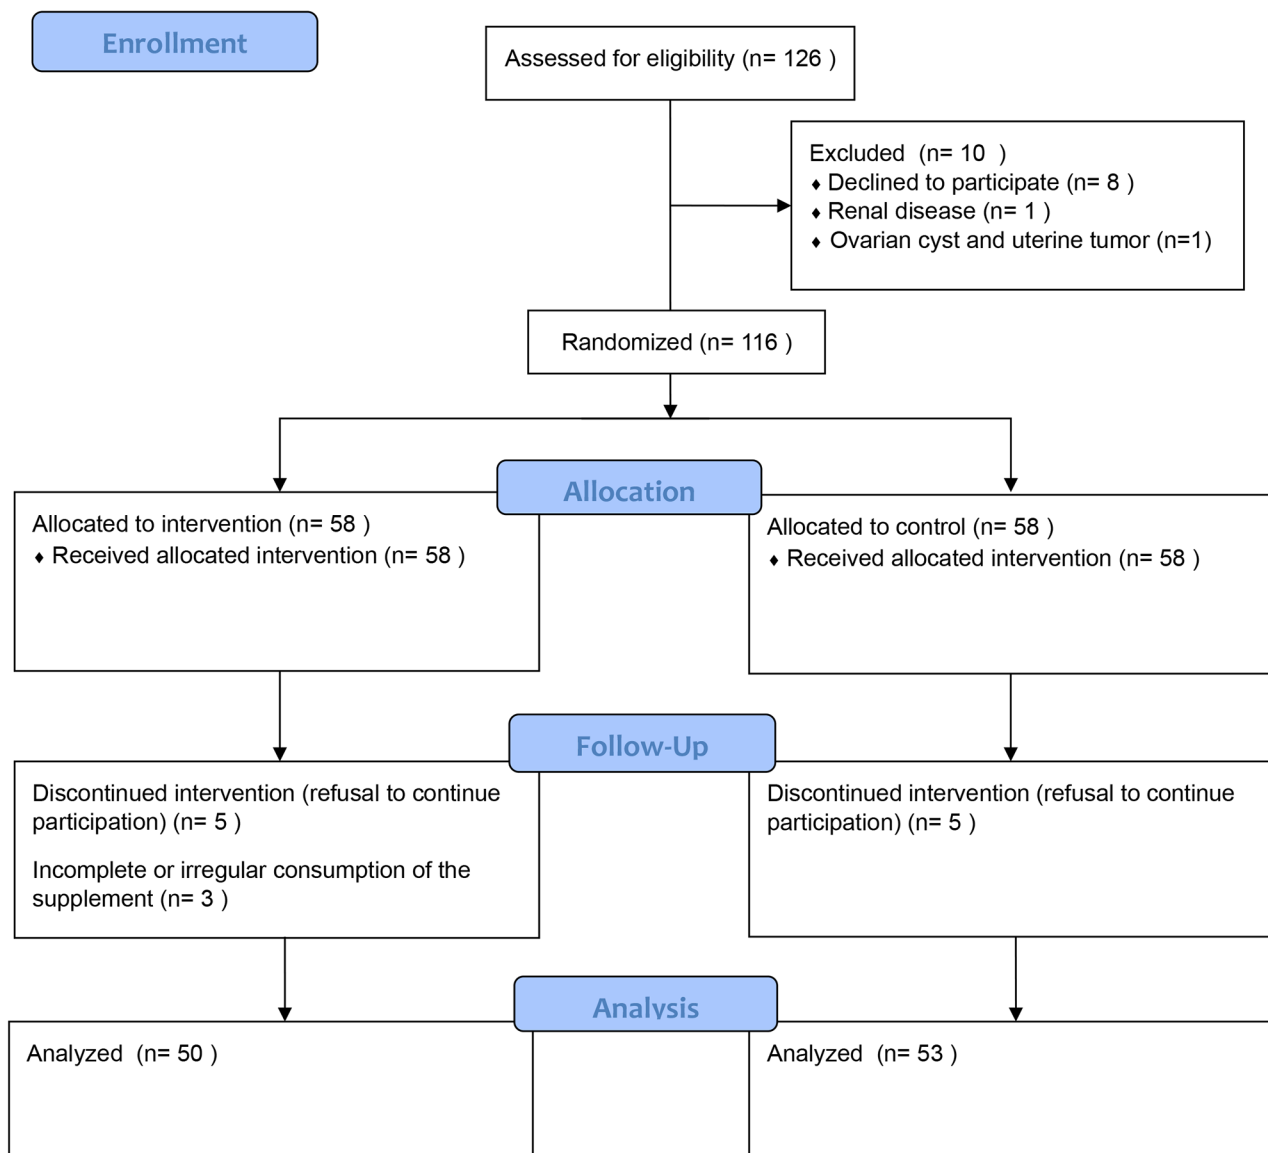 Enrollment
Assessed for eligibility (n= 126 )
Excluded  (n= 10  )
♦ Declined to participate (n= 8 )
♦ Renal disease (n= 1 )
♦ Ovarian cyst and uterine tumor (n=1)
Randomized (n= 116 )
Allocation
Allocated to intervention (n= 58 )
♦ Received allocated intervention (n= 58 )
Allocated to control (n= 58 )
♦ Received allocated intervention (n= 58 )
Follow-Up
Discontinued intervention (refusal to continue
participation) (n= 5 )
Incomplete or irregular consumption of the
supplement (n= 3 )
Discontinued intervention (refusal to continue
participation) (n= 5 )
Analysis
Analyzed  (n= 50 )
Analyzed  (n= 53 )